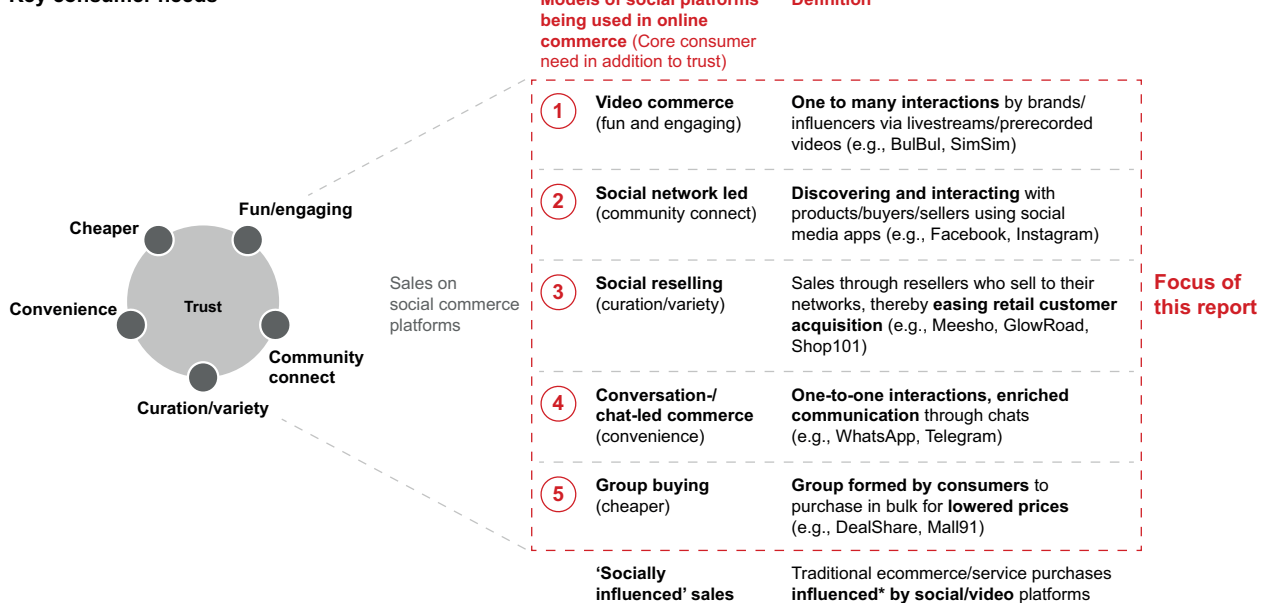 Key consumer needs
Models of social platforms
being used in online
commerce (Core consumer
need in addition to trust)
Definition
Fun/engaging
Cheaper
Convenience
Trust
Community
connect
Curation/variety
Sales on
social commerce
platforms
1
Video commerce
(fun and engaging)
One to many interactions by brands/
influencers via livestreams/prerecorded
videos (e.g., BulBul, SimSim)
2
Social network led
(community connect)
Discovering and interacting with
products/buyers/sellers using social
media apps (e.g., Facebook, Instagram)
3
Social reselling
(curation/variety)
Sales through resellers who sell to their
networks, thereby easing retail customer
acquisition (e.g., Meesho, GlowRoad,
Shop101)
4
Conversation-/
chat-led commerce
(convenience)
One-to-one interactions, enriched
communication through chats
(e.g., WhatsApp, Telegram)
5
Group buying
(cheaper)
Group formed by consumers to
purchase in bulk for lowered prices
(e.g., DealShare, Mall91)
Focus of
this report
‘Socially
influenced’ sales
Traditional ecommerce/service purchases
influenced* by social/video platforms